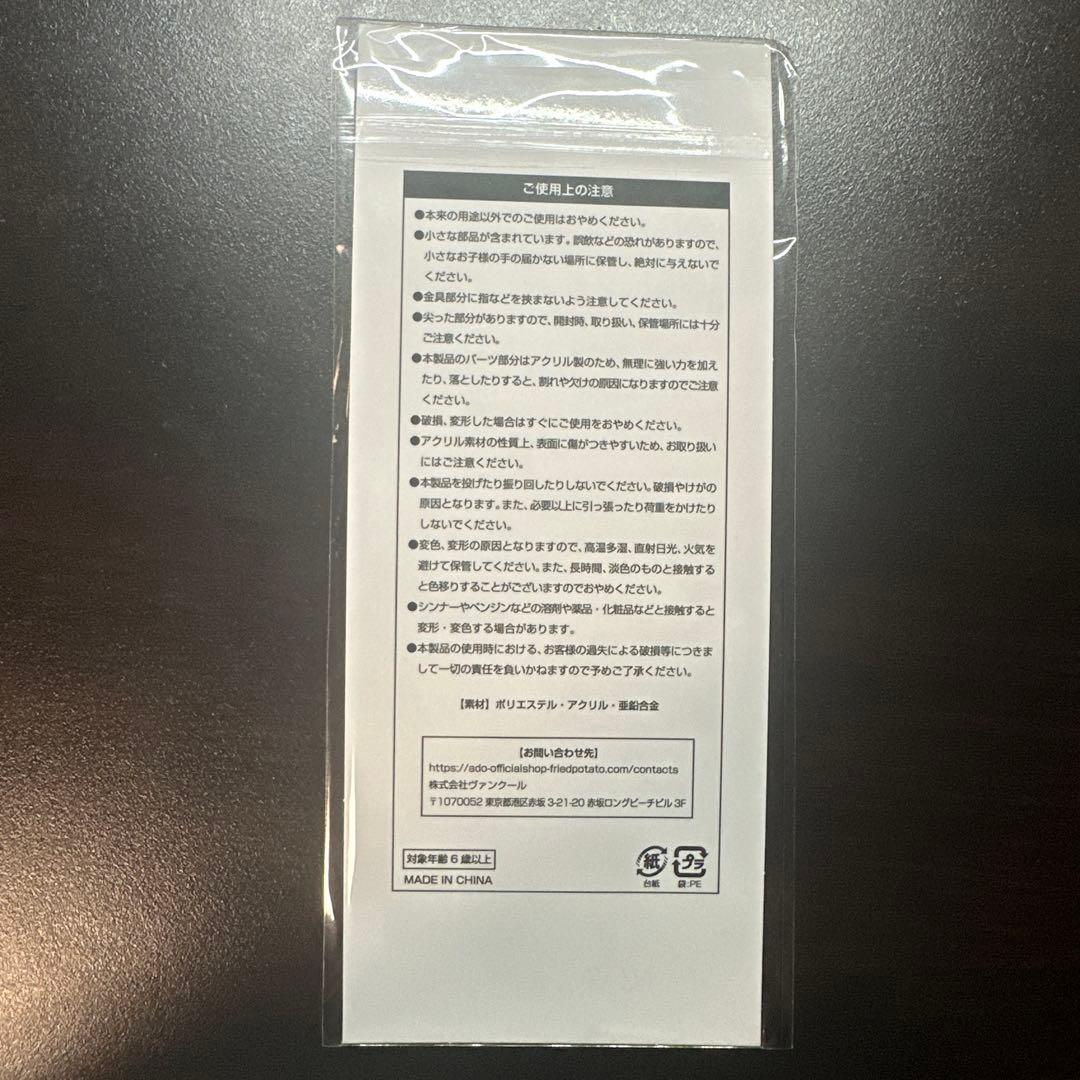 ご使用上の注意
●本来の用途以外でのご使用はおやめください。
●小さな部品が含まれています。誤飲などの恐れがありますので、
小さなお子様の手の届かない場所に保管し、絶対に与えないで
ください。
●金具部分に指などを挟まないよう注意してください。
●尖った部分がありますので、開封時、取り扱い、保管場所には十分
ご注意ください。
●本製品のパーツ部分はアクリル製のため、無理に強い力を加え
たり、落としたりすると、割れや欠けの原因になりますのでご注意
ください。
●破損、変形した場合はすぐにご使用をおやめください。
●アクリル素材の性質上、表面に傷がつきやすいため、お取り扱い
にはご注意ください。
●本製品を投げたり振り回したりしないでください。破損やけがの
原因となります。また、必要以上に引っ張ったり荷重をかけたり
しないでください。
●変色、変形の原因となりますので、高温多湿、直射日光、火気を
避けて保管してください。また、長時間、淡色のものと接触する
と色移りすることがございますのでおやめください。
●シンナーやベンジンなどの溶剤や薬品・化粧品などと接触すると
変形・変色する場合があります。
●本製品の使用時における、お客様の過失による破損等につきま
して一切の責任を負いかねますので予めご了承ください。
【素材】ポリエステル・アクリル・亜鉛合金
【お問い合わせ先】
https://ado-officialshop-friedpotato.com/contacts
株式会社ヴァンクール
〒1070052 東京都港区赤坂 3-21-20 赤坂ロングビーチビル 3F
対象年齢 6 歳以上
MADE IN CHINA
紙 プラ
台紙 袋:PE